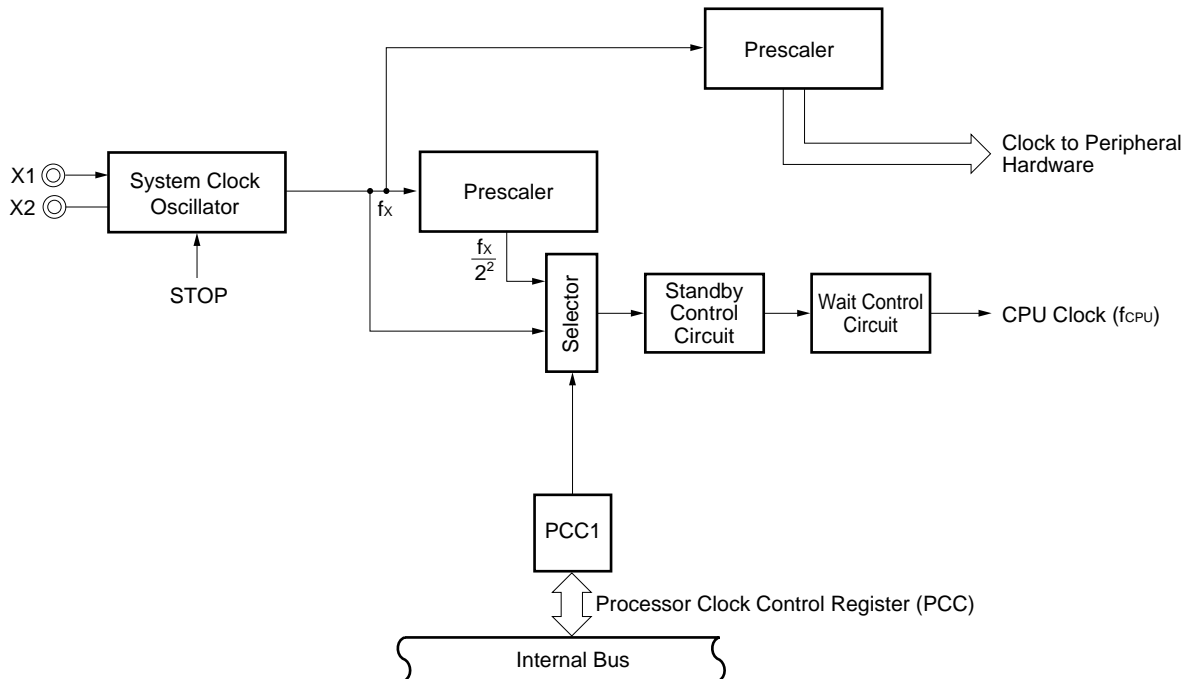 Prescaler
Clock to Peripheral
Hardware
X1
X2
System Clock
Oscillator
fX
Prescaler
STOP
fX
2²
Selector
Standby
Control
Circuit
Wait Control
Circuit
CPU Clock (fCPU)
PCC1
Processor Clock Control Register (PCC)
Internal Bus